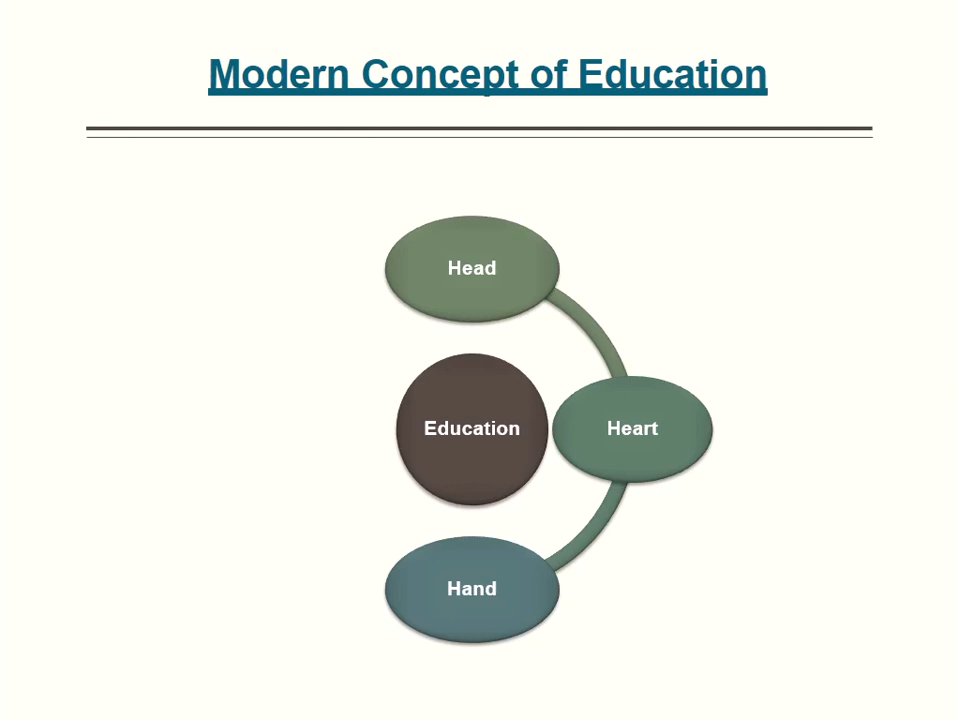 Modern Concept of Education
Head
Education
Heart
Hand